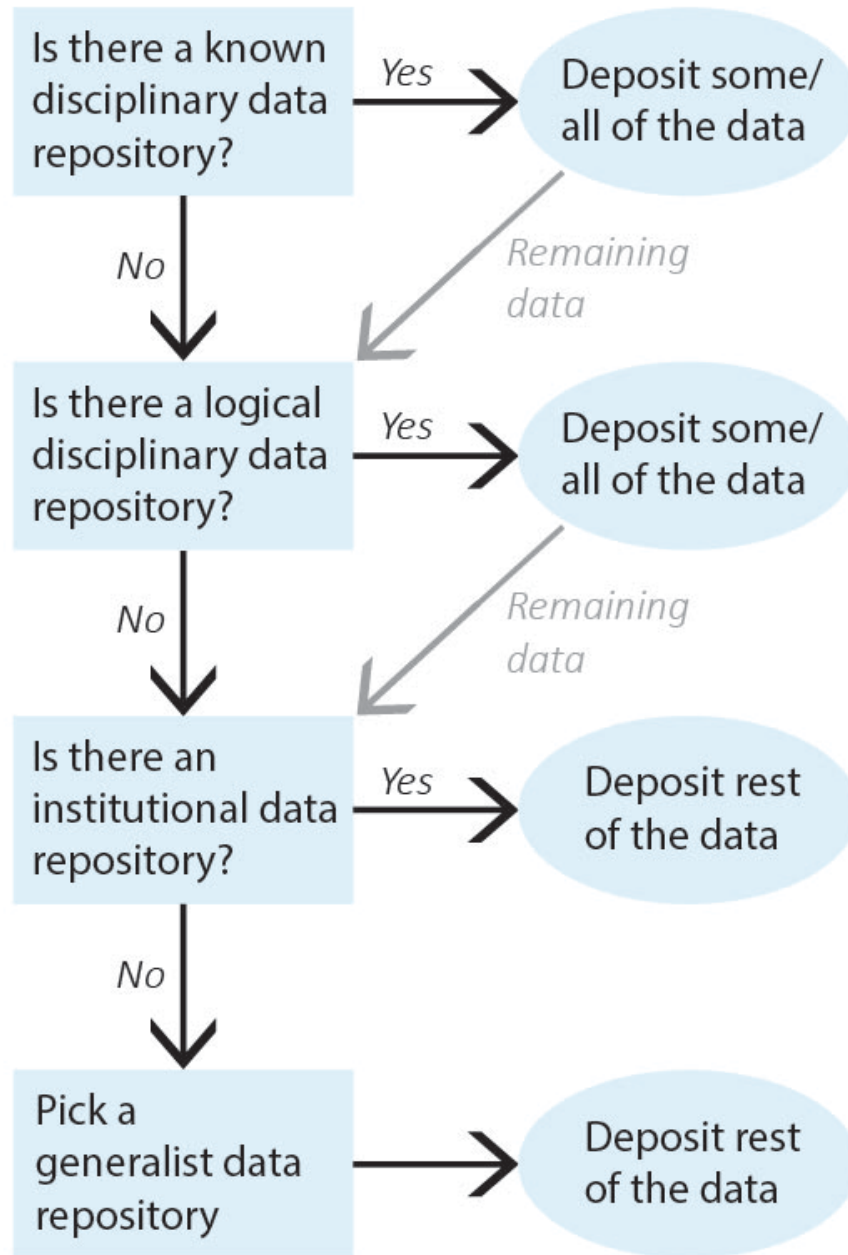 Is there a known
disciplinary data
repository?
Yes
Deposit some/
all of the data
No
Remaining
data
Is there a logical
disciplinary data
repository?
Yes
Deposit some/
all of the data
No
Remaining
data
Is there an
institutional data
repository?
Yes
Deposit rest
of the data
No
Pick a
generalist data
repository
Deposit rest
of the data